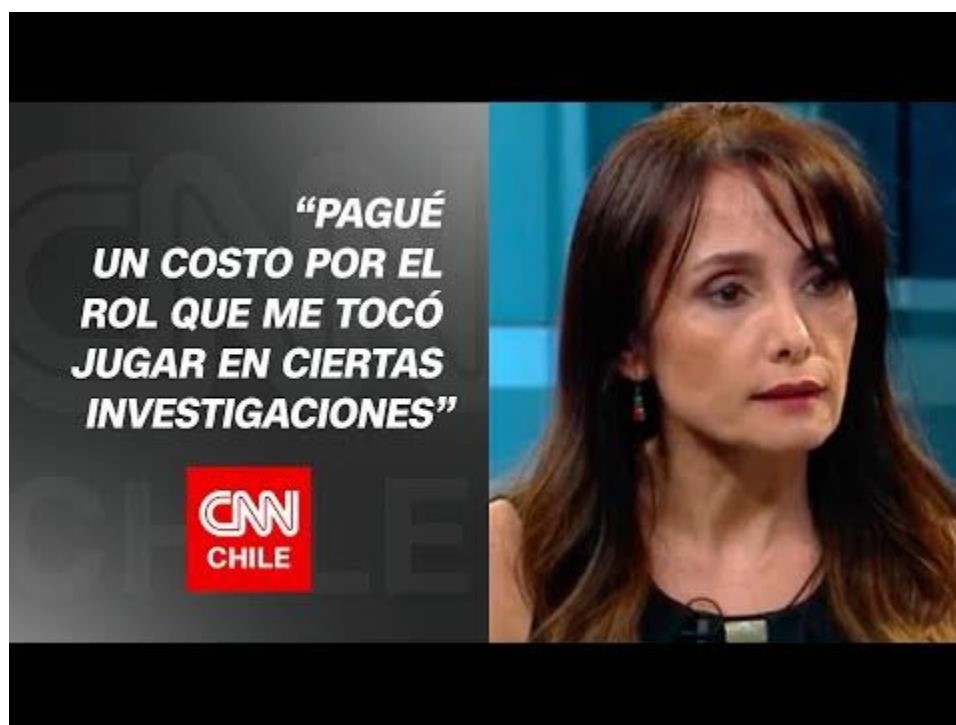 “PAGUÉ
UN COSTO POR EL
ROL QUE ME TOCÓ
JUGAR EN CIERTAS
INVESTIGACIONES”
CNN
CHILE